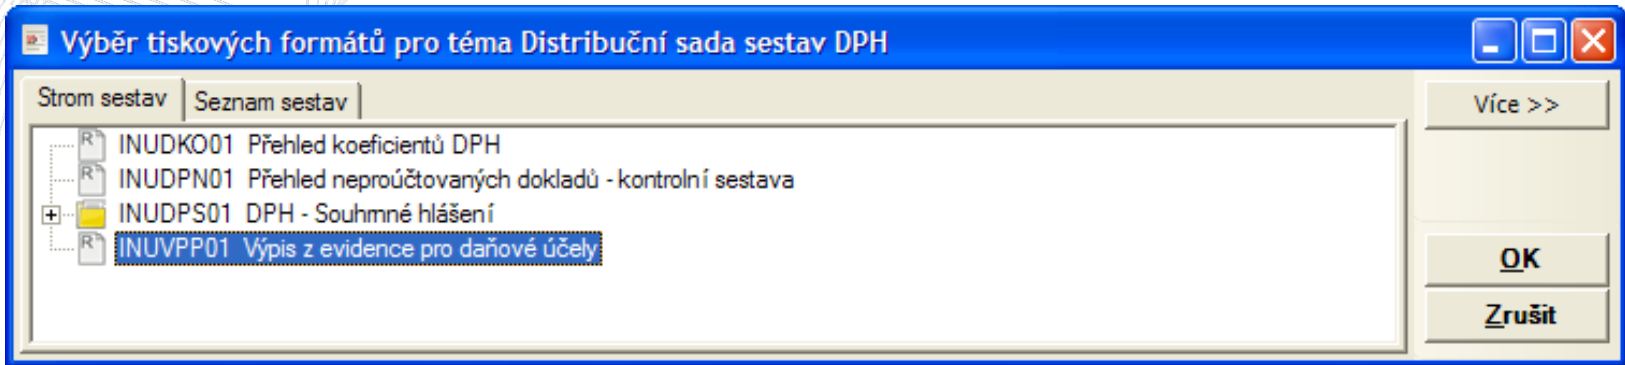 Výběr tiskových formátů pro téma Distribuční sada sestav DPH
Strom sestav
Seznam sestav
Více >>
INUDKO01 Přehled koeficientů DPH
INUDPN01 Přehled neproúčtovaných dokladů - kontrolní sestava
INUDPS01 DPH - Souhrnné hlášení
INUVPP01 Výpis z evidence pro daňové účely
OK
Zrušit